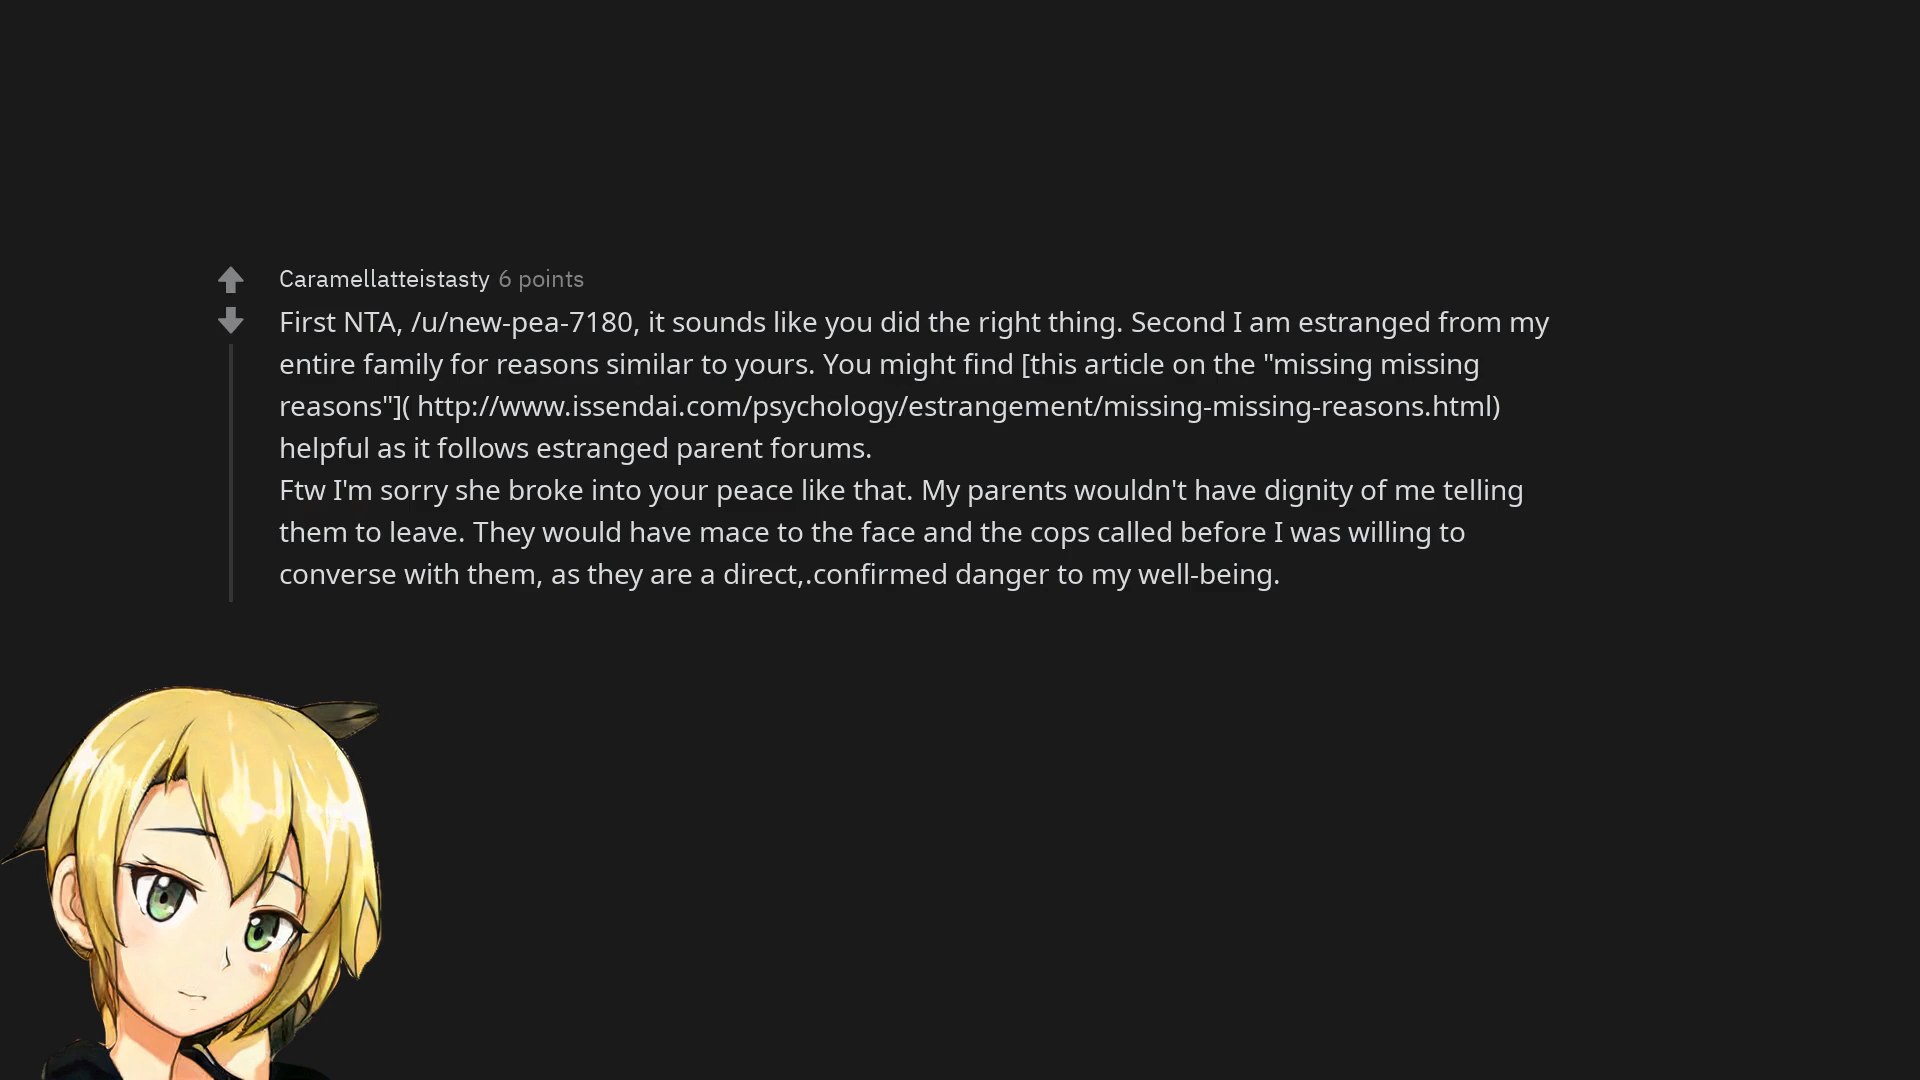 Caramellatteistasty 6 points
First NTA, /u/new-pea-7180, it sounds like you did the right thing. Second I am estranged from my
entire family for reasons similar to yours. You might find [this article on the "missing missing
reasons"]( http://www.issendai.com/psychology/estrangement/missing-missing-reasons.html)
helpful as it follows estranged parent forums.
Ftw I'm sorry she broke into your peace like that. My parents wouldn't have dignity of me telling
them to leave. They would have mace to the face and the cops called before I was willing to
converse with them, as they are a direct,.confirmed danger to my well-being.